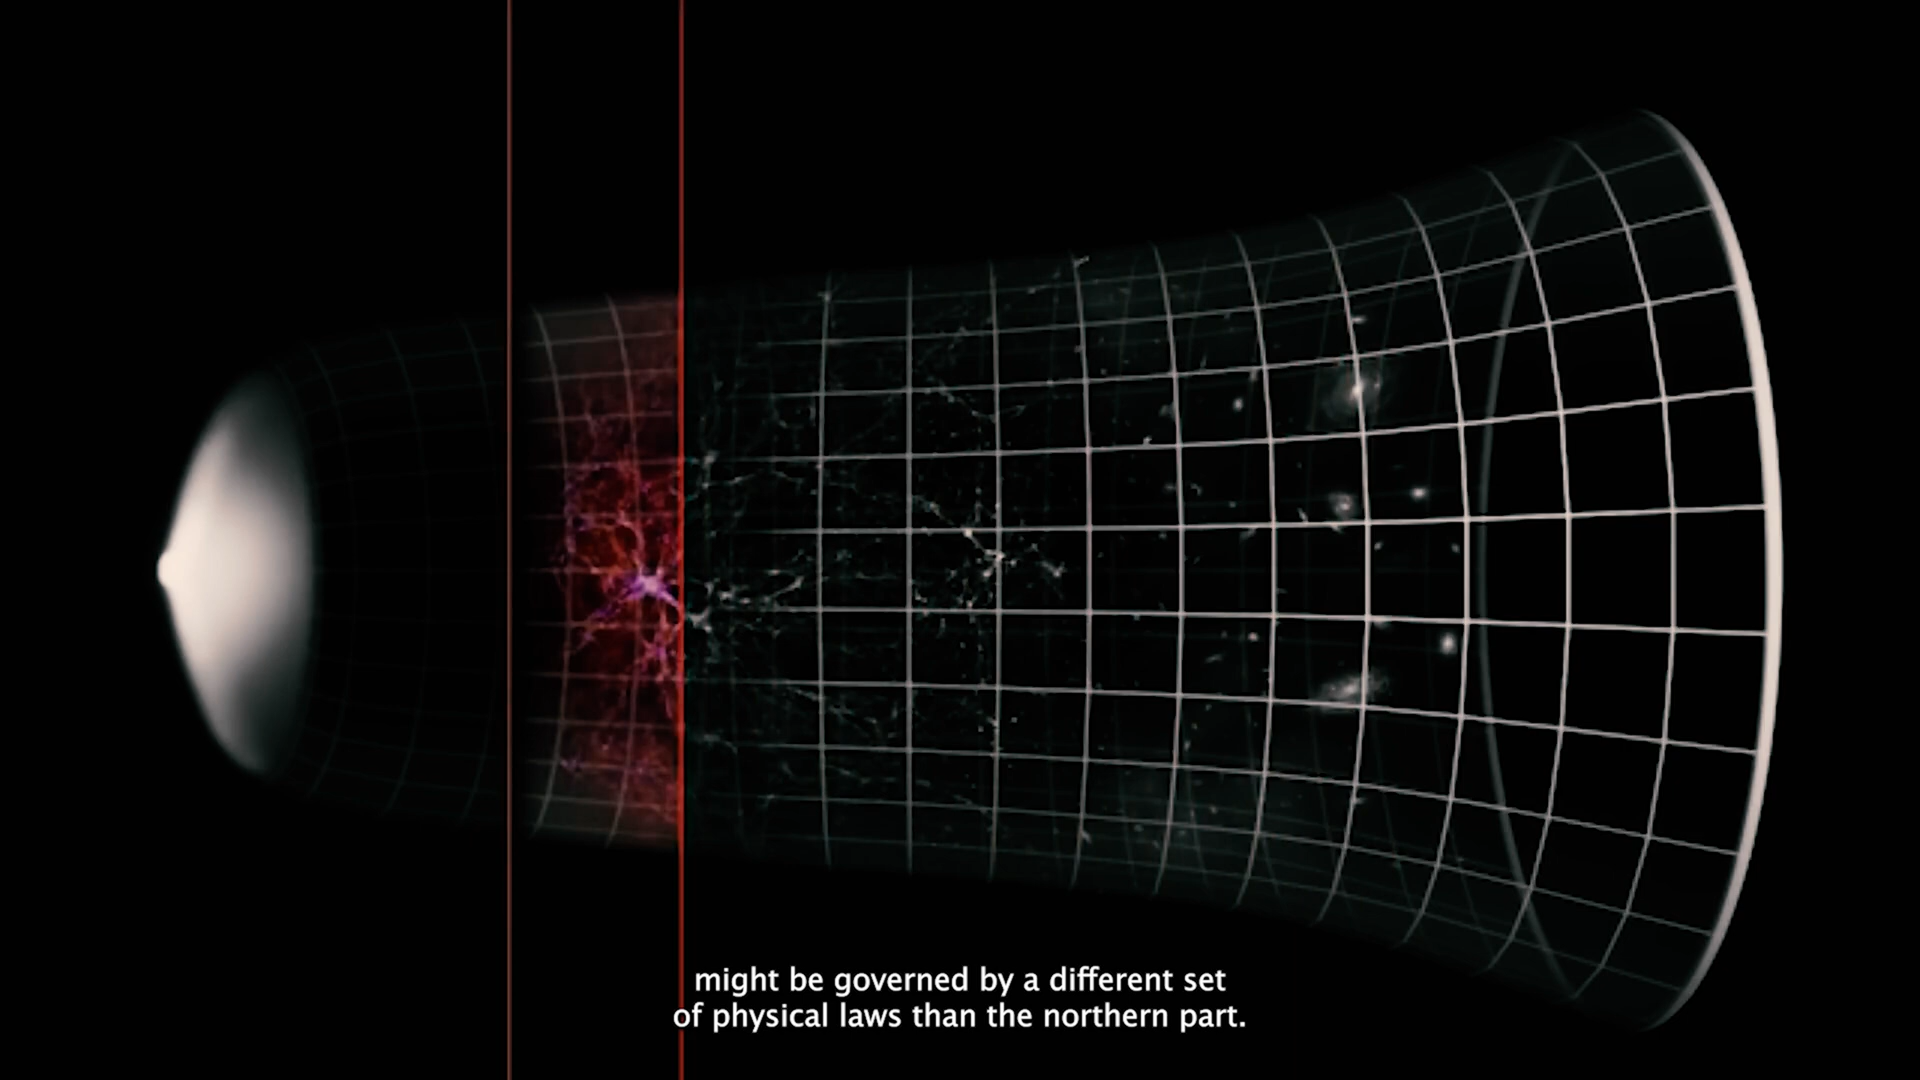 might be governed by a different set
of physical laws than the northern part.